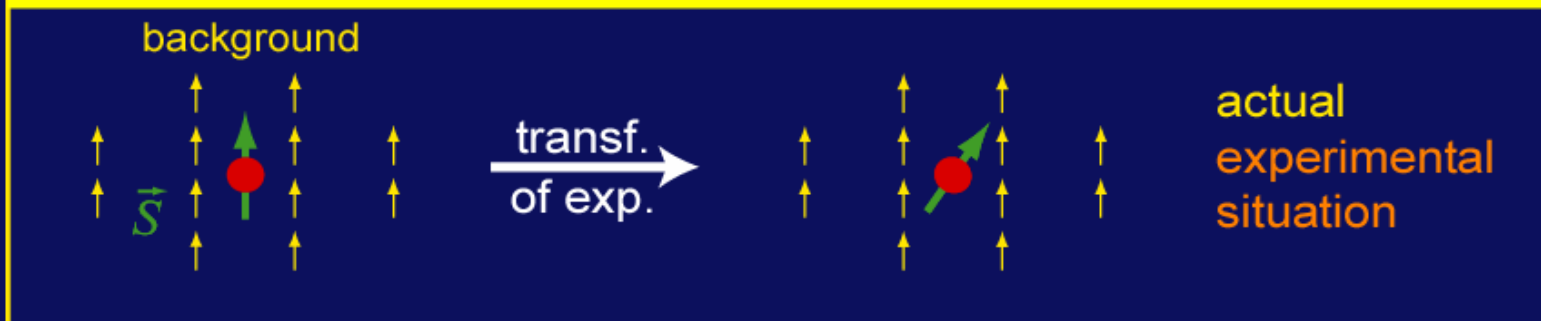 background
transf.
of exp.
S⃗
actual
experimental
situation